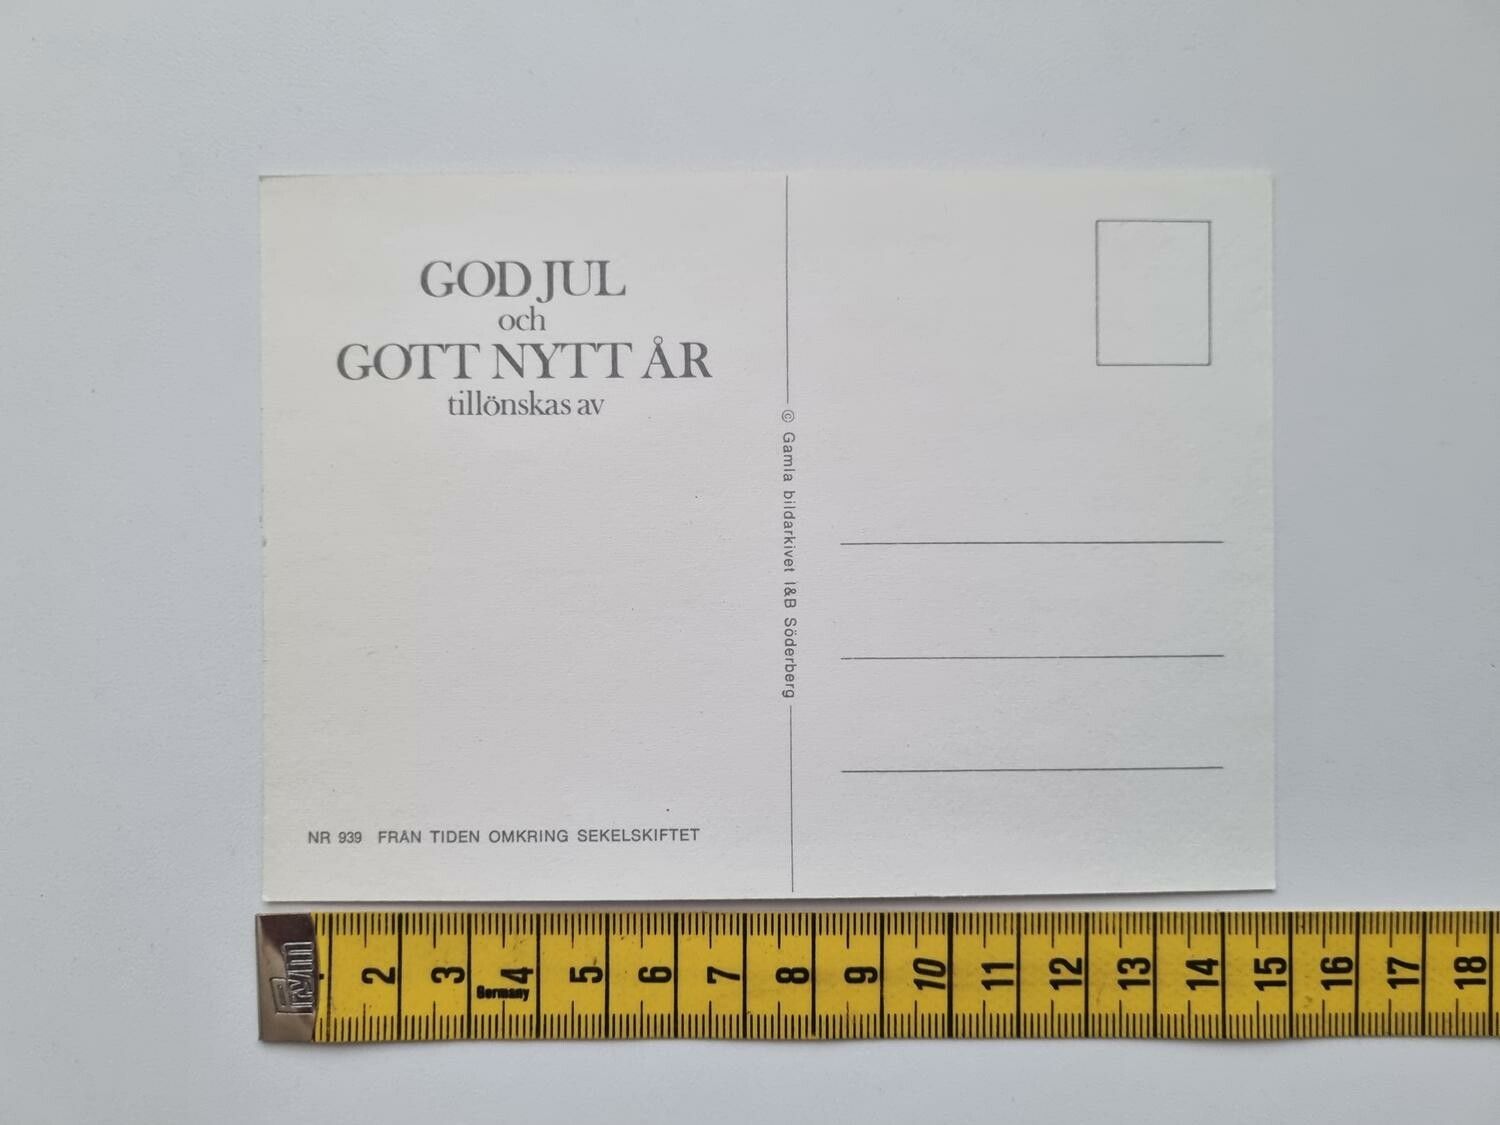 GOD JUL
och
GOTT NYTT ÅR
tillönskas av
© Gamla bildarkivet I&B Söderberg
NR 939 FRÅN TIDEN OMKRING SEKELSKIFTET
Prym
2 3 4 5 6 7 8 9 10 11 12 13 14 15 16 17 18
Germany